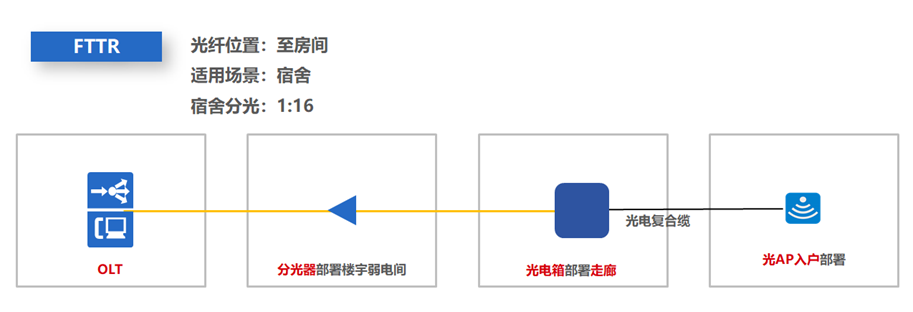 FTTR
光纤位置：至房间
适用场景：宿舍
宿舍分光：1:16
光电复合缆
OLT
分光器部署楼宇弱电间
光电箱部署走廊
光AP入户部署